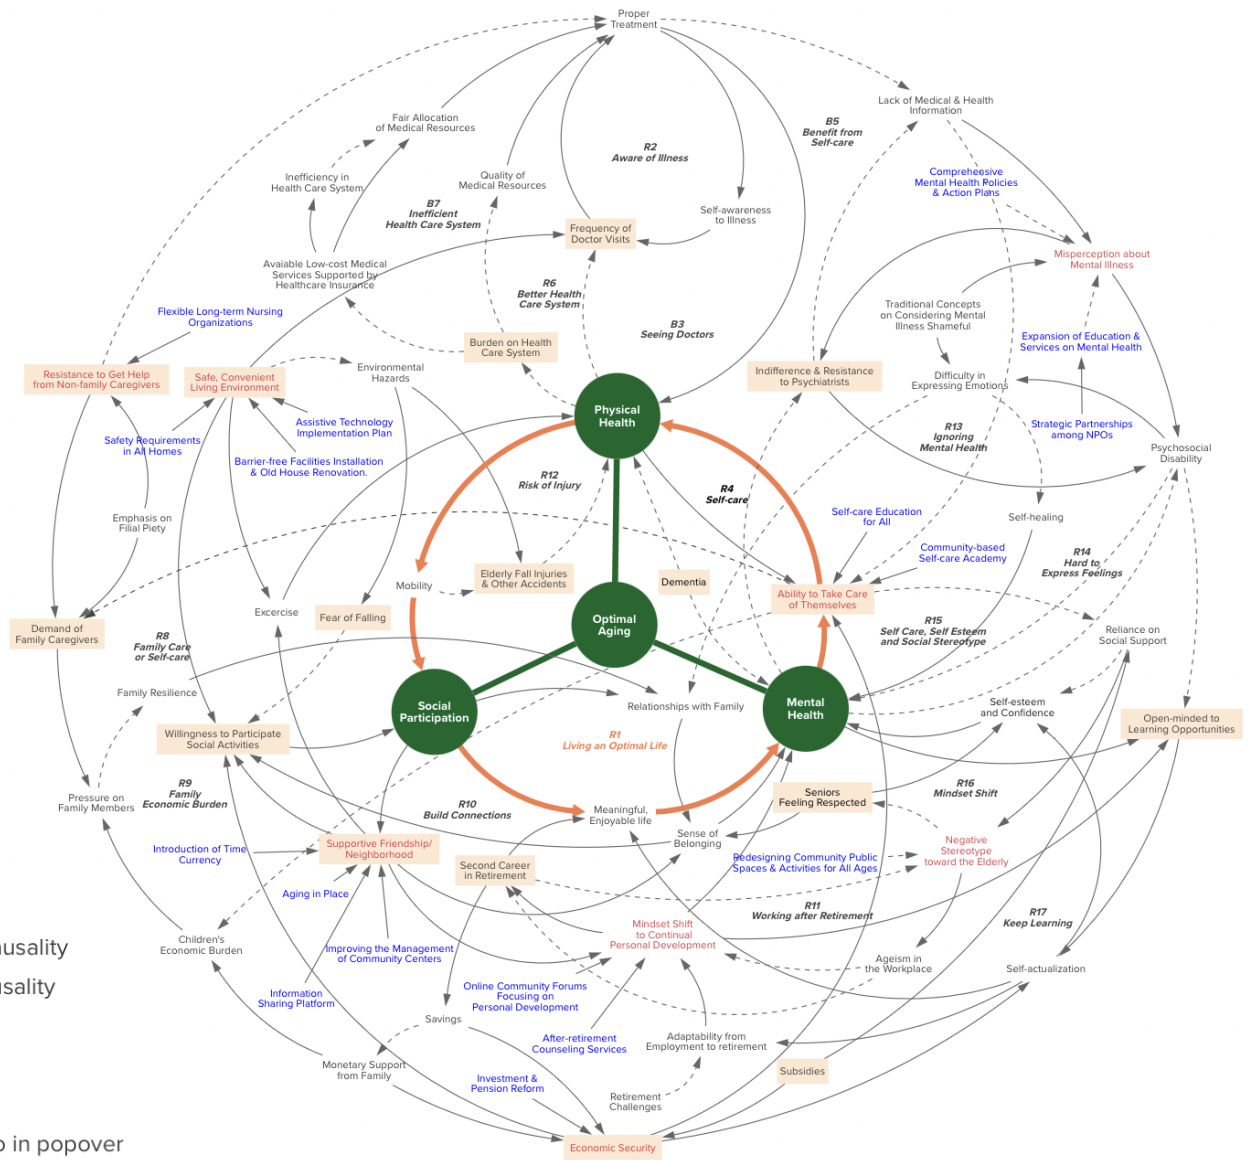 Proper
Treatment
Lack of Medical & Health
Information
Fair Allocation
of Medical Resources
B5
Benefit from
Self-care
R2
Aware of Illness
Inefficiency in
Health Care System
Quality of
Medical Resources
Comprehensive
Mental Health Policies
& Action Plans
B7
Inefficient
Health Care System
Self-awareness
to Illness
Frequency of
Doctor Visits
Misperception about
Mental Illness
Avaiable Low-cost Medical
Services Supported by
Healthcare Insurance
R6
Better Health
Care System
Traditional Concepts
on Considering Mental
Illness Shameful
Flexible Long-term Nursing
Organizations
B3
Seeing Doctors
Expansion of Education &
Services on Mental Health
Burden on Health
Care System
Resistance to Get Help
from Non-family Caregivers
Safe, Convenient
Living Environment
Environmental
Hazards
Indifference & Resistance
to Psychiatrists
Difficulty in
Expressing Emotions
Physical
Health
Assistive Technology
Implementation Plan
Strategic Partnerships
among NPOs
Safety Requirements
in All Homes
R13
Ignoring
Mental Health
Psychosocial
Disability
Barrier-free Facilities Installation
& Old House Renovation.
R12
Risk of Injury
R4
Self-care
Emphasis on
Filial Piety
Self-care Education
for All
Self-healing
Community-based
Self-care Academy
R14
Hard to
Express Feelings
Mobility
Elderly Fall Injuries
& Other Accidents
Dementia
Ability to Take Care
of Themselves
Excercise
Fear of Falling
Optimal
Aging
Demand of
Family Caregivers
R8
Family Care
or Self-care
R15
Self Care, Self Esteem
and Social Stereotype
Reliance on
Social Support
Family Resilience
Social
Participation
Relationships with Family
Mental
Health
Self-esteem
and Confidence
Open-minded to
Learning Opportunities
Willingness to Participate
Social Activities
R1
Living an Optimal Life
R9
Family
Economic Burden
Pressure on
Family Members
R10
Build Connections
Meaningful,
Enjoyable life
Seniors
Feeling Respected
R16
Mindset Shift
Sense of
Belonging
Introduction of Time
Currency
Supportive Friendship/
Neighborhood
Negative
Stereotype
toward the Elderly
Redesigning Community Public
Spaces & Activities for All Ages
Second Career
in Retirement
Aging in Place
R11
Working after Retirement
R17
Keep Learning
Mindset Shift
to Continual
Personal Development
Children's
Economic Burden
ausality
Improving the Management
of Community Centers
Ageism in
the Workplace
Self-actualization
usality
Information
Sharing Platform
Online Community Forums
Focusing on
Personal Development
Savings
After-retirement
Counseling Services
Adaptability from
Employment to retirement
Monetary Support
from Family
Investment &
Pension Reform
Subsidies
Retirement
Challenges
o in popover
Economic Security